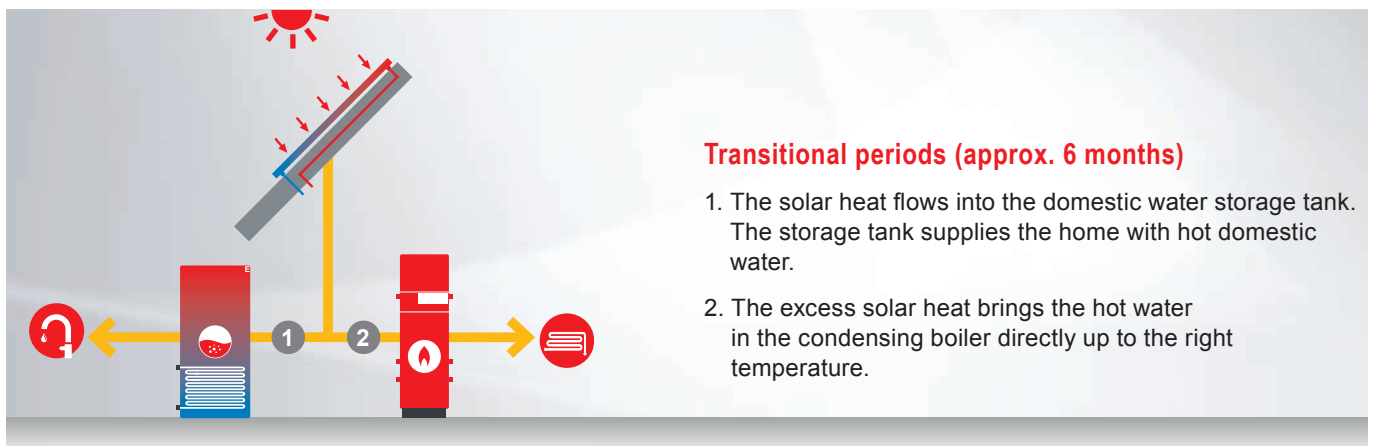 Transitional periods (approx. 6 months)
1. The solar heat flows into the domestic water storage tank.
The storage tank supplies the home with hot domestic
water.
2. The excess solar heat brings the hot water
in the condensing boiler directly up to the right
temperature.
E
1 2